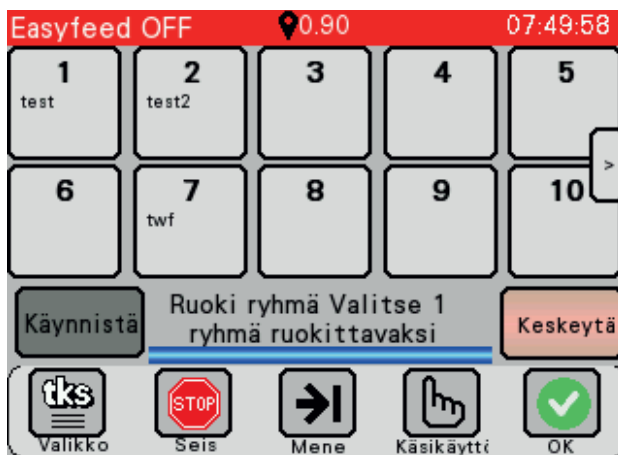 Easyfeed OFF 0.90 07:49:58
1 2 3 4 5
test test2
>
6 7 8 9 10
twf
Käynnistä
Ruoki ryhmä Valitse 1
ryhmä ruokittavaksi
Keskeytä
tks STOP
Valikko Seis Mene Käsikäyttö OK